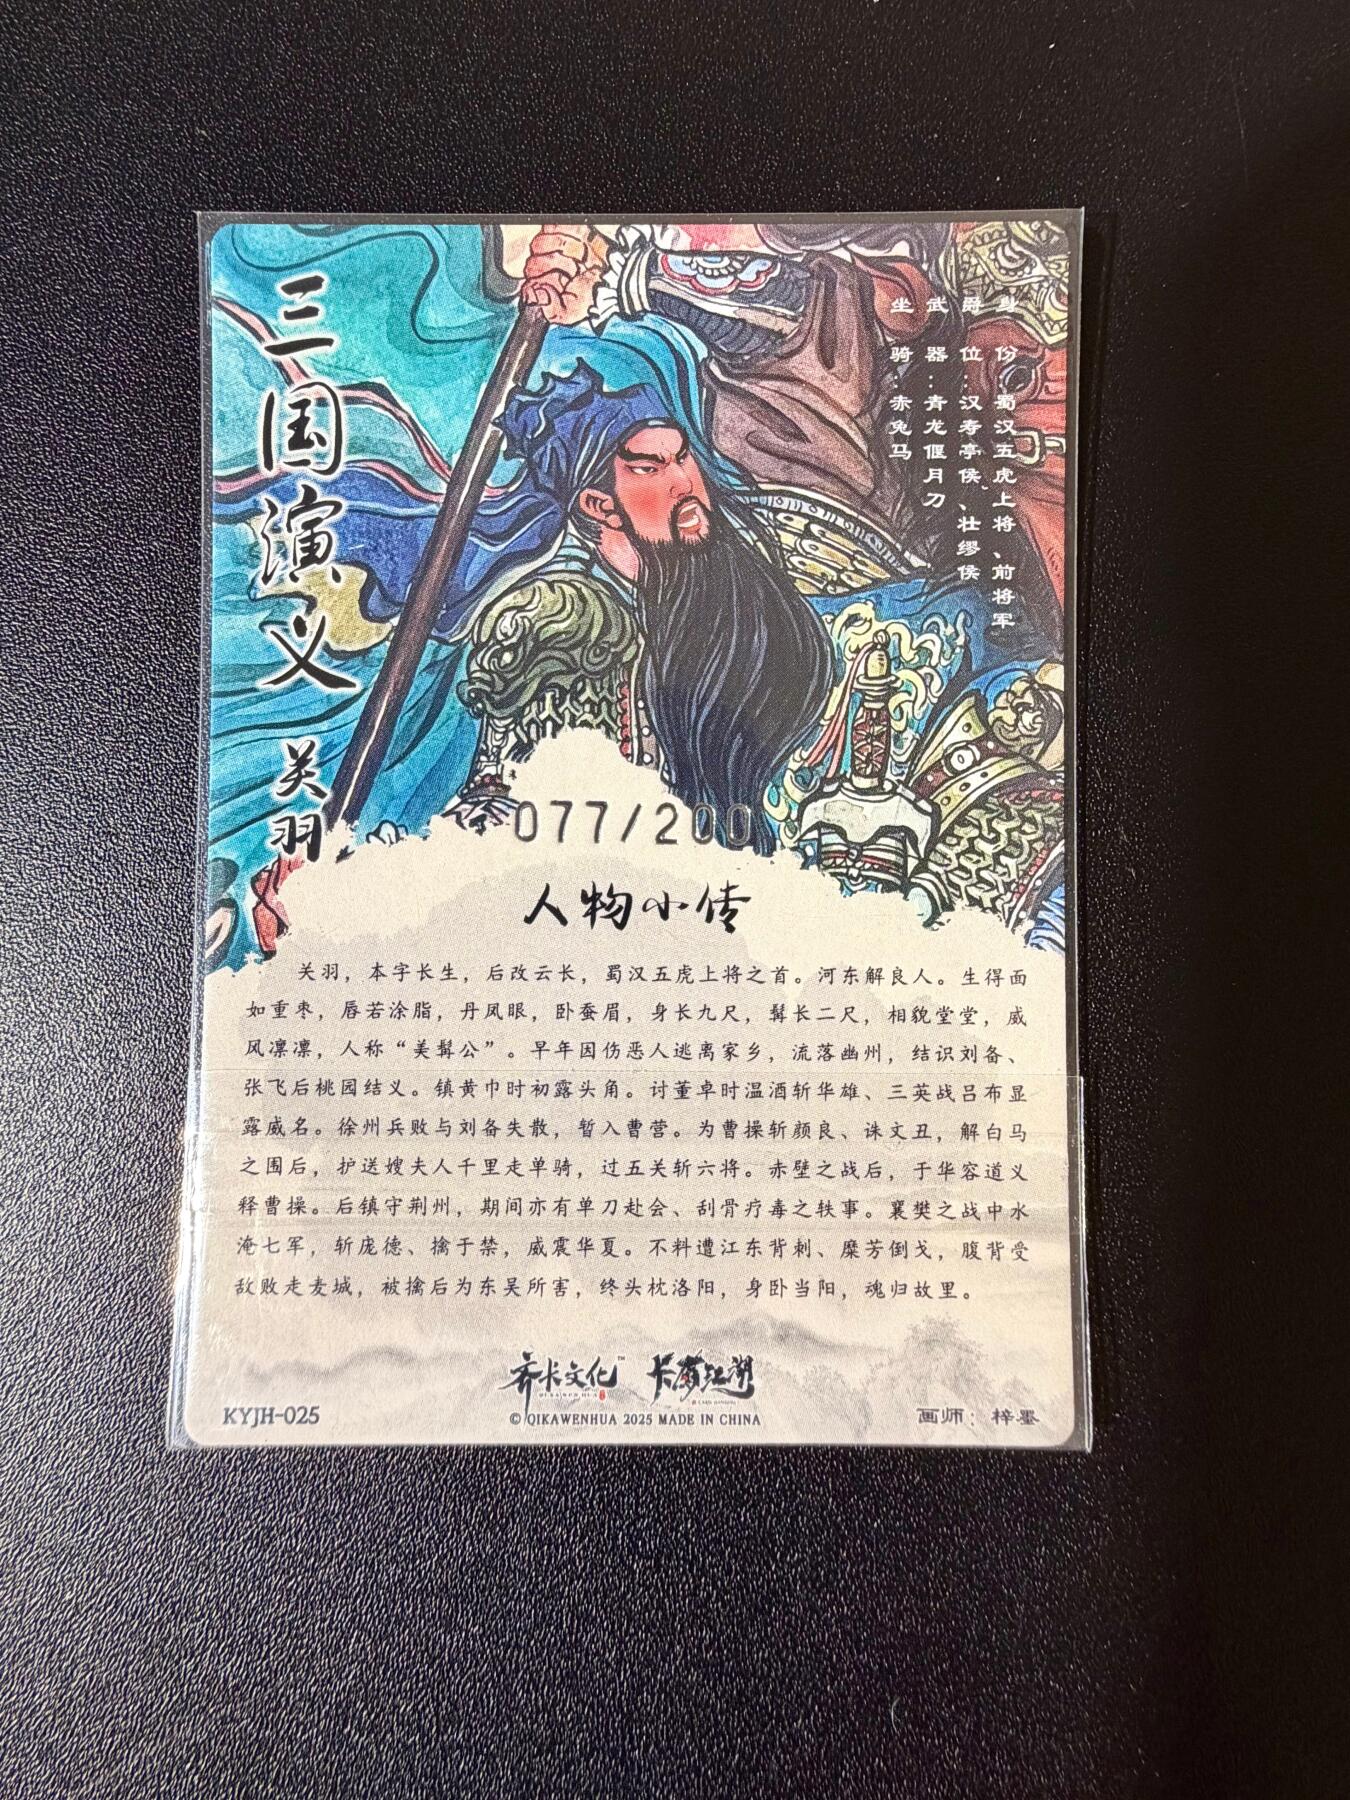 三国演义 关羽
身份：蜀汉五虎上将、前将军
爵位：汉寿亭侯、壮缪侯
武器：青龙偃月刀
坐骑：赤兔马
077/200
人物小传
关羽，本字长生，后改云长，蜀汉五虎上将之首。河东解良人。生得面
如重枣，唇若涂脂，丹凤眼，卧蚕眉，身长九尺，髯长二尺，相貌堂堂，威
风凛凛，人称“美髯公”。早年因伤恶人逃离家乡，流落幽州，结识刘备、
张飞后桃园结义。镇黄巾时初露头角。讨董卓时温酒斩华雄、三英战吕布显
露威名。徐州兵败与刘备失散，暂入曹营。为曹操斩颜良、诛文丑，解白马
之围后，护送嫂夫人千里走单骑，过五关斩六将。赤壁之战后，于华容道义
释曹操。后镇守荆州，期间亦有单刀赴会、刮骨疗毒之轶事。襄樊之战中水
淹七军，斩庞德、擒于禁，威震华夏。不料遭江东背刺、糜芳倒戈，腹背受
敌败走麦城，被擒后为东吴所害，终头枕洛阳，身卧当阳，魂归故里。
齐卡文化™ 卡游江湖
KYJH-025
© QIKAWENHUA 2025 MADE IN CHINA
画师：梓墨